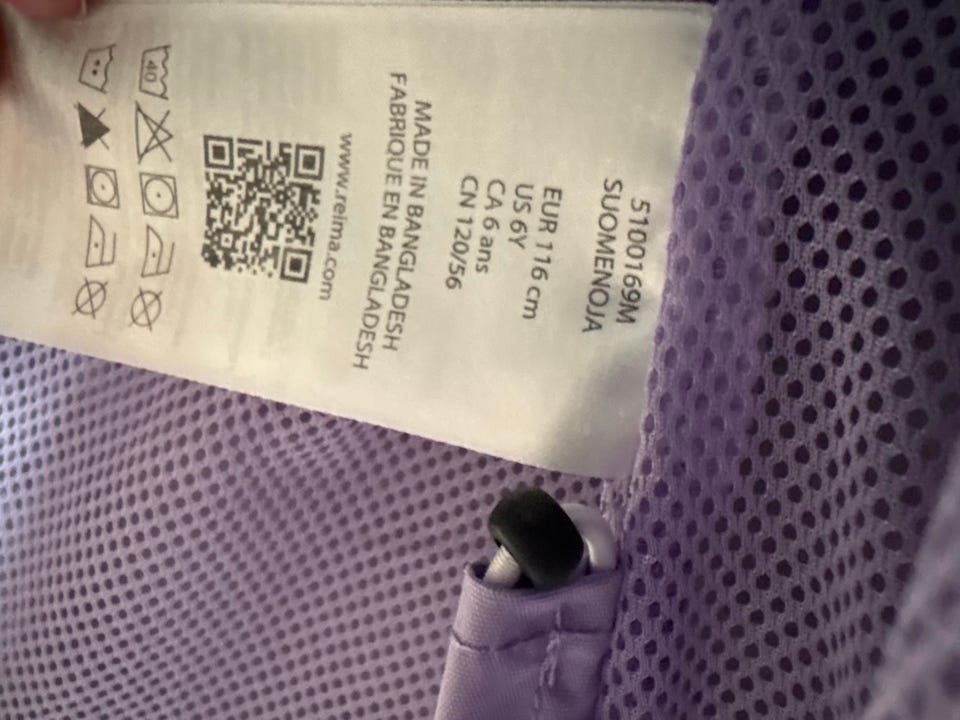 5100169M
SUOMENOJA
EUR 116 cm
US 6Y
CA 6 ans
CN 120/56
MADE IN BANGLADESH
FABRIQUE EN BANGLADESH
www.reima.com
40